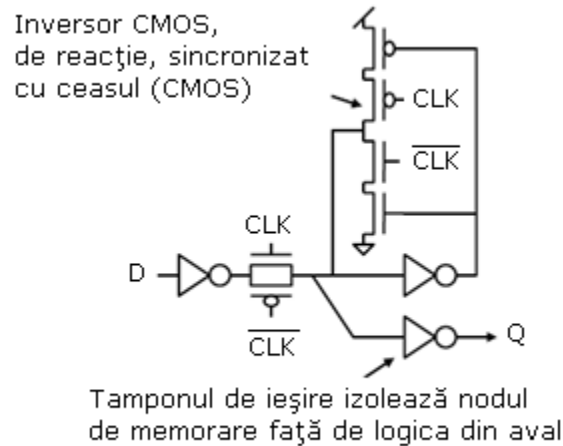 Inversor CMOS,
de reacţie, sincronizat
cu ceasul (CMOS)
CLK
CLK
CLK
D
CLK
Q
Tamponul de ieşire izolează nodul
de memorare faţă de logica din aval